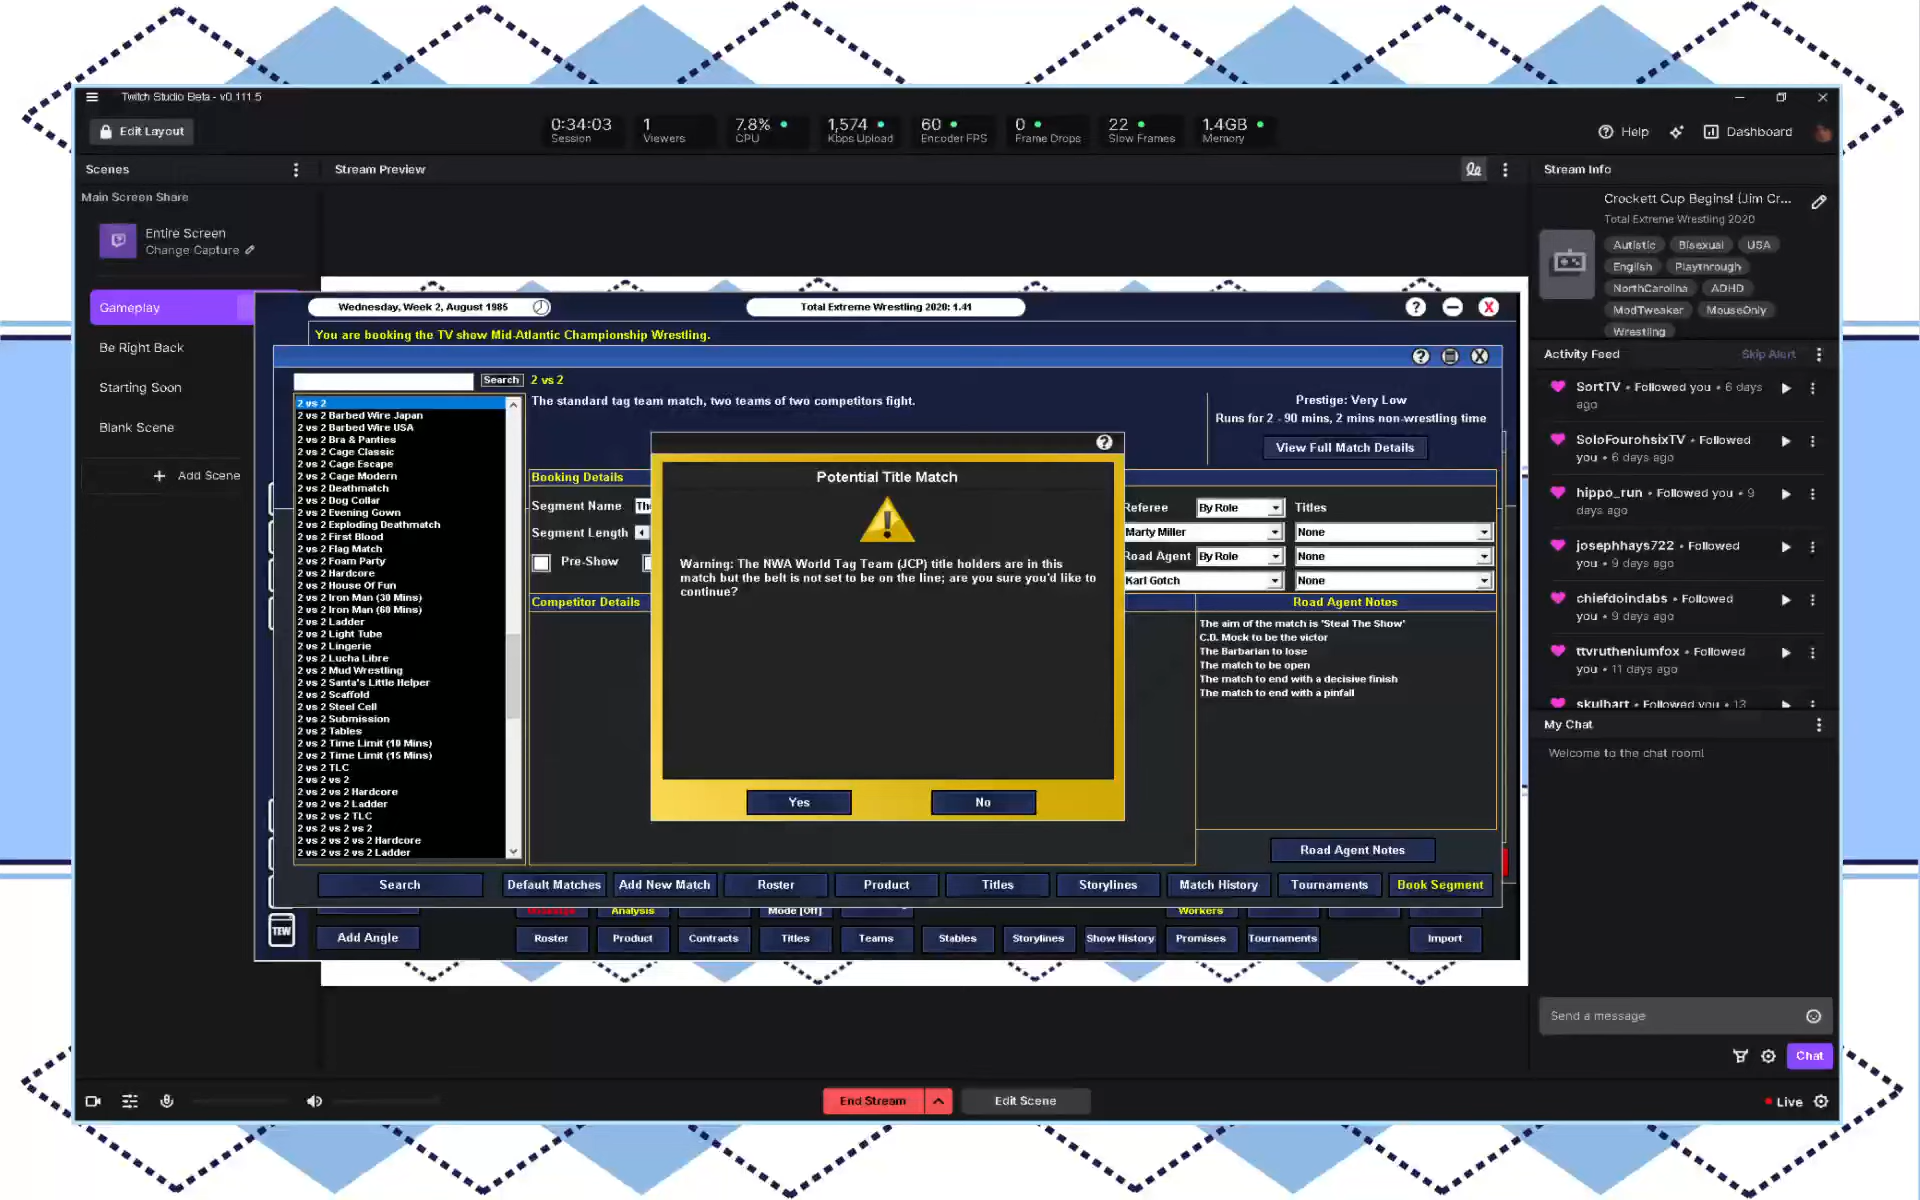 Twitch Studio Beta - v0.111.5
Edit Layout
0:34:03
Session
1
Viewers
7.8%
CPU
1,574
Kbps Upload
60
Encoder FPS
0
Frame Drops
22
Slow Frames
1.4GB
Memory
Help
Dashboard
Scenes
Stream Preview
Stream Info
Main Screen Share
Entire Screen
Change Capture
Gameplay
Be Right Back
Starting Soon
Blank Scene
Add Scene
Crockett Cup Begins! (Jim Cr...
Total Extreme Wrestling 2020
Autistic
Bisexual
USA
English
Playthrough
NorthCarolina
ADHD
ModTweaker
MouseOnly
Wrestling
Activity Feed
Skip Alert
SortTV • Followed you • 6 days
ago
SoloFourohsixTV • Followed
you • 6 days ago
hippo_run • Followed you • 9
days ago
josephhays722 • Followed
you • 9 days ago
chiefdoindabs • Followed
you • 9 days ago
ttvrutheniumfox • Followed
you • 11 days ago
skulbart • Followed you • 13
My Chat
Welcome to the chat room!
Send a message
Chat
Live
End Stream
Edit Scene
Wednesday, Week 2, August 1985
Total Extreme Wrestling 2020: 1.41
You are booking the TV show Mid-Atlantic Championship Wrestling.
Search
2 vs 2
The standard tag team match, two teams of two competitors fight.
Prestige: Very Low
Runs for 2 - 90 mins, 2 mins non-wrestling time
View Full Match Details
2 vs 2
2 vs 2 Barbed Wire Japan
2 vs 2 Barbed Wire USA
2 vs 2 Bra & Panties
2 vs 2 Cage Classic
2 vs 2 Cage Escape
2 vs 2 Cage Modern
2 vs 2 Deathmatch
2 vs 2 Dog Collar
2 vs 2 Evening Gown
2 vs 2 Exploding Deathmatch
2 vs 2 First Blood
2 vs 2 Flag Match
2 vs 2 Foam Party
2 vs 2 Hardcore
2 vs 2 House Of Fun
2 vs 2 Iron Man (30 Mins)
2 vs 2 Iron Man (60 Mins)
2 vs 2 Ladder
2 vs 2 Light Tube
2 vs 2 Lingerie
2 vs 2 Lucha Libre
2 vs 2 Mud Wrestling
2 vs 2 Santa's Little Helper
2 vs 2 Scaffold
2 vs 2 Steel Cell
2 vs 2 Submission
2 vs 2 Tables
2 vs 2 Time Limit (10 Mins)
2 vs 2 Time Limit (15 Mins)
2 vs 2 TLC
2 vs 2 vs 2
2 vs 2 vs 2 Hardcore
2 vs 2 vs 2 Ladder
2 vs 2 vs 2 TLC
2 vs 2 vs 2 vs 2
2 vs 2 vs 2 vs 2 Hardcore
2 vs 2 vs 2 vs 2 Ladder
Booking Details
Segment Name
Th
Segment Length
Pre-Show
Competitor Details
Potential Title Match
Warning: The NWA World Tag Team (JCP) title holders are in this
match but the belt is not set to be on the line; are you sure you'd like to
continue?
Yes
No
Referee
By Role
Titles
Marty Miller
None
Road Agent
By Role
None
Karl Gotch
None
Road Agent Notes
The aim of the match is 'Steal The Show'
C.D. Mock to be the victor
The Barbarian to lose
The match to be open
The match to end with a decisive finish
The match to end with a pinfall
Road Agent Notes
Search
Default Matches
Add New Match
Roster
Product
Titles
Storylines
Match History
Tournaments
Book Segment
Analysis
Mode [Off]
Workers
TEW
Add Angle
Roster
Product
Contracts
Titles
Teams
Stables
Storylines
Show History
Promises
Tournaments
Import